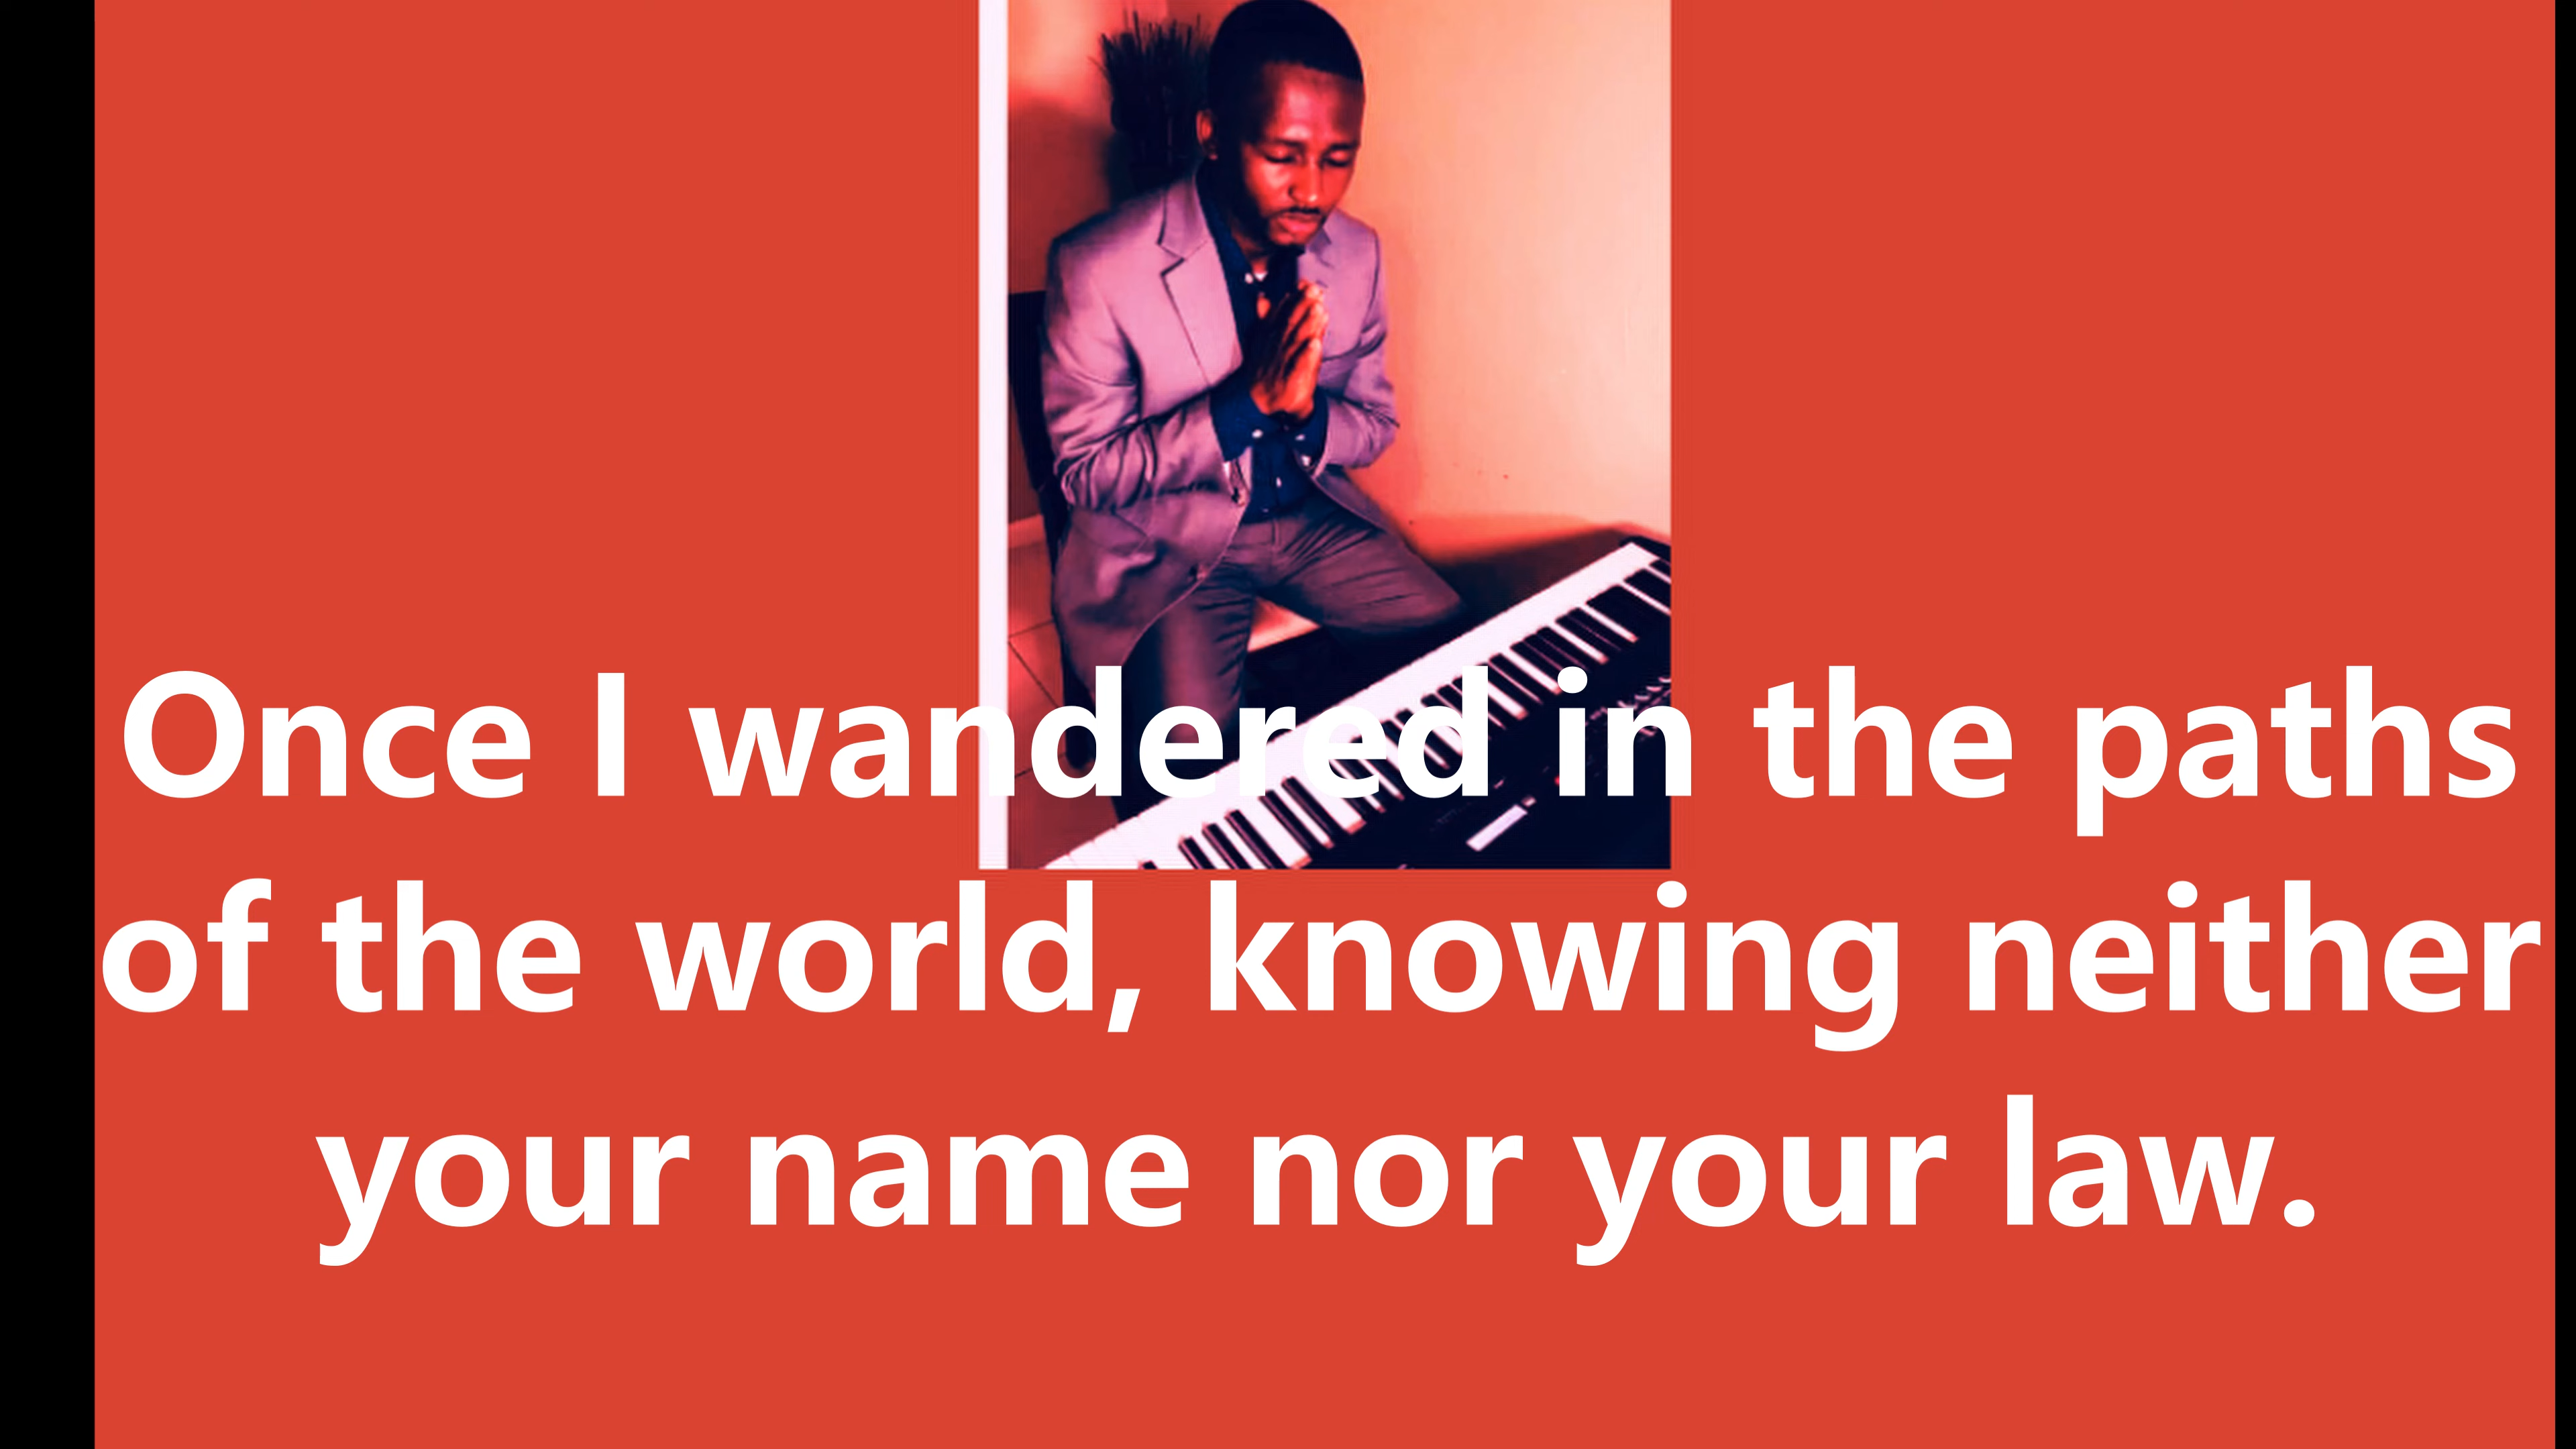 Once I wandered in the paths
of the world, knowing neither
your name nor your law.